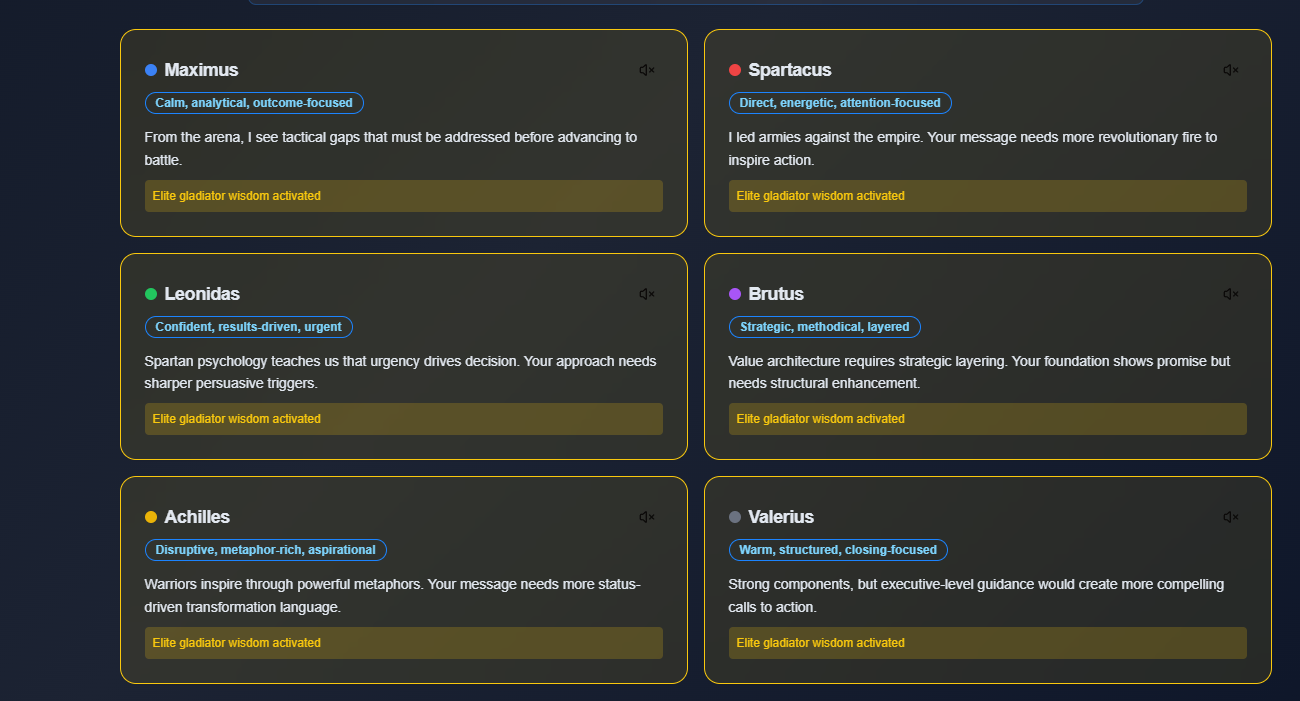 Maximus
Calm, analytical, outcome-focused
From the arena, I see tactical gaps that must be addressed before advancing to
battle.
Elite gladiator wisdom activated
Spartacus
Direct, energetic, attention-focused
I led armies against the empire. Your message needs more revolutionary fire to
inspire action.
Elite gladiator wisdom activated
Leonidas
Confident, results-driven, urgent
Spartan psychology teaches us that urgency drives decision. Your approach needs
sharper persuasive triggers.
Elite gladiator wisdom activated
Brutus
Strategic, methodical, layered
Value architecture requires strategic layering. Your foundation shows promise but
needs structural enhancement.
Elite gladiator wisdom activated
Achilles
Disruptive, metaphor-rich, aspirational
Warriors inspire through powerful metaphors. Your message needs more status-
driven transformation language.
Elite gladiator wisdom activated
Valerius
Warm, structured, closing-focused
Strong components, but executive-level guidance would create more compelling
calls to action.
Elite gladiator wisdom activated